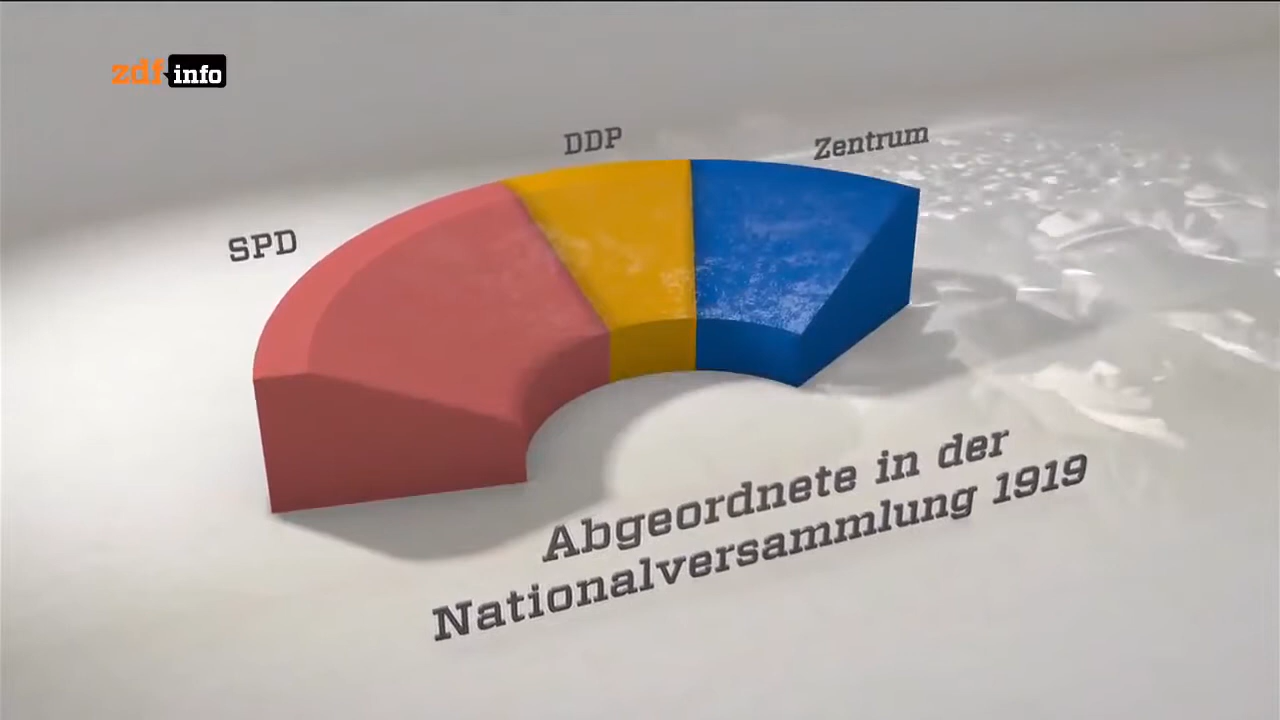 zdf info
DDP
Zentrum
SPD
Abgeordnete in der
Nationalversammlung 1919